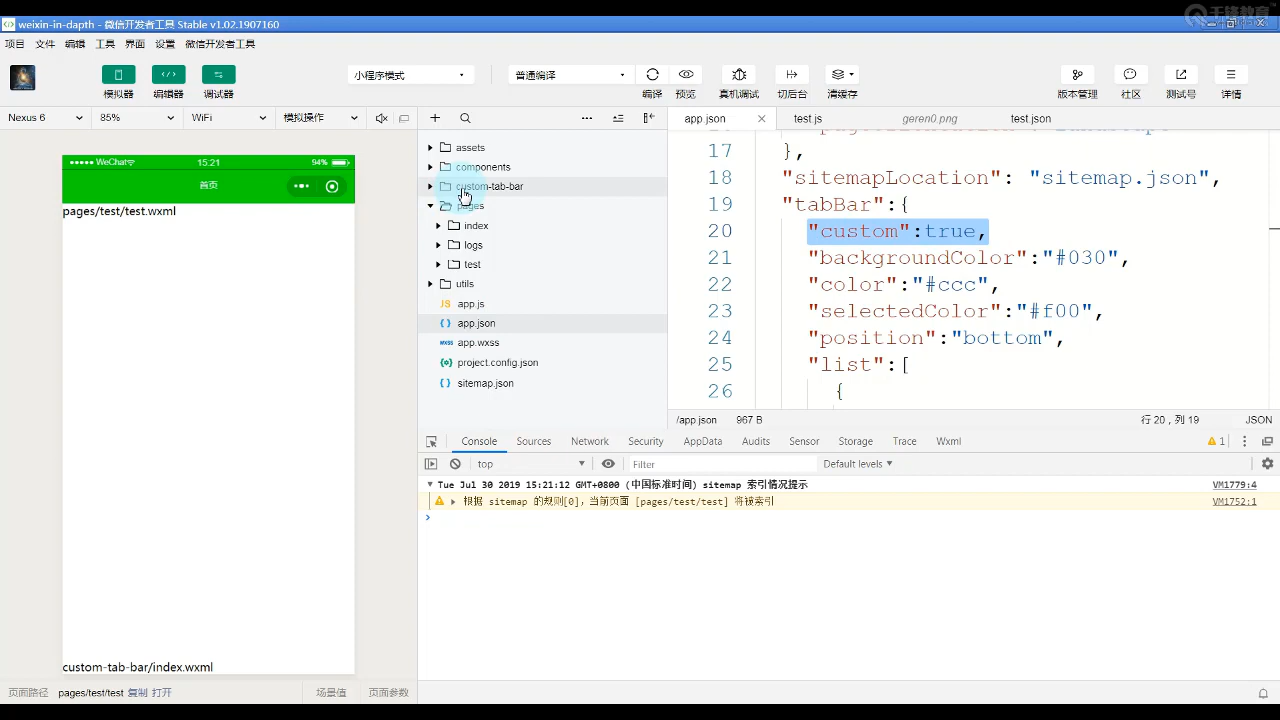 weixin-in-dapth - 微信开发者工具 Stable v1.02.1907160
千锋教育
项目 文件 编辑 工具 界面 设置 微信开发者工具
模拟器 编辑器 调试器
小程序模式
普通编译
编译 预览 真机调试 切后台 清缓存
版本管理 社区 测试号 详情
Nexus 6 85% WiFi 模拟操作
WeChat 15:21 94%
首页
pages/test/test.wxml
custom-tab-bar/index.wxml
页面路径 pages/test/test 复制 打开 场景值 页面参数
assets
components
custom-tab-bar
pages
index
logs
test
utils
app.js
app.json
app.wxss
project.config.json
sitemap.json
app.json test.js geren0.png test.json
17 },
18 "sitemapLocation": "sitemap.json",
19 "tabBar":{
20 "custom":true,
21 "backgroundColor":"#030",
22 "color":"#ccc",
23 "selectedColor":"#f00",
24 "position":"bottom",
25 "list":[
26 {
/app.json 967 B 行 20，列 19 JSON
Console Sources Network Security AppData Audits Sensor Storage Trace Wxml 1
top Filter Default levels
Tue Jul 30 2019 15:21:12 GMT+0800 (中国标准时间) sitemap 索引情况提示 VM1779:4
根据 sitemap 的规则[0]，当前页面 [pages/test/test] 将被索引 VM1752:1